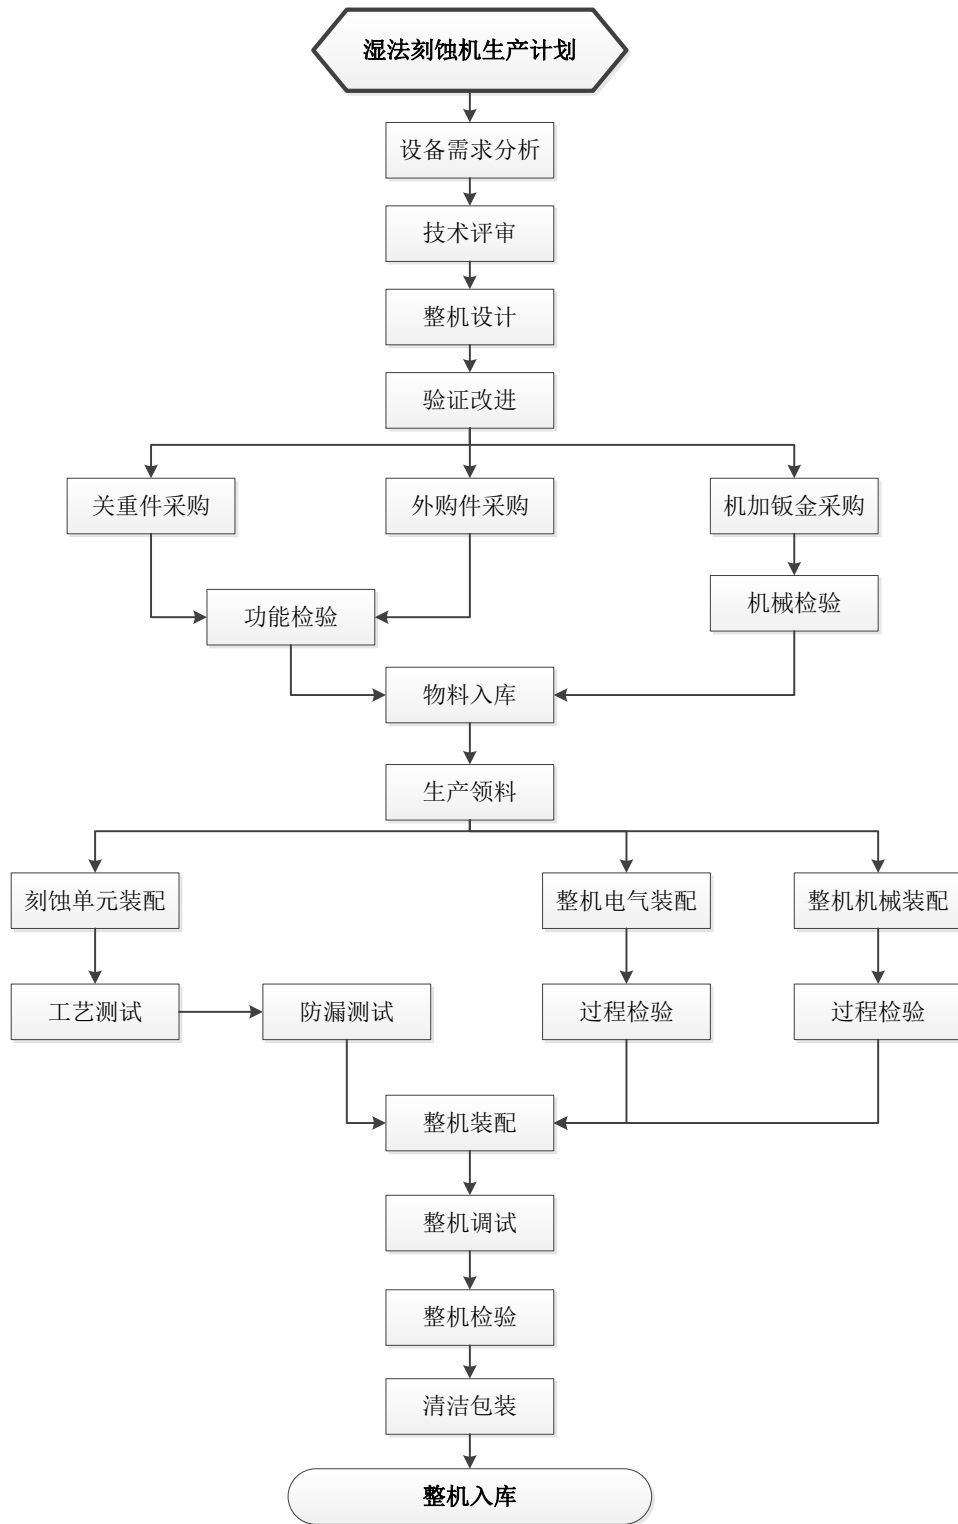 湿法刻蚀机生产计划
设备需求分析
技术评审
整机设计
验证改进
关重件采购
外购件采购
机加钣金采购
功能检验
机械检验
物料入库
生产领料
刻蚀单元装配
整机电气装配
整机机械装配
工艺测试
防漏测试
过程检验
过程检验
整机装配
整机调试
整机检验
清洁包装
整机入库